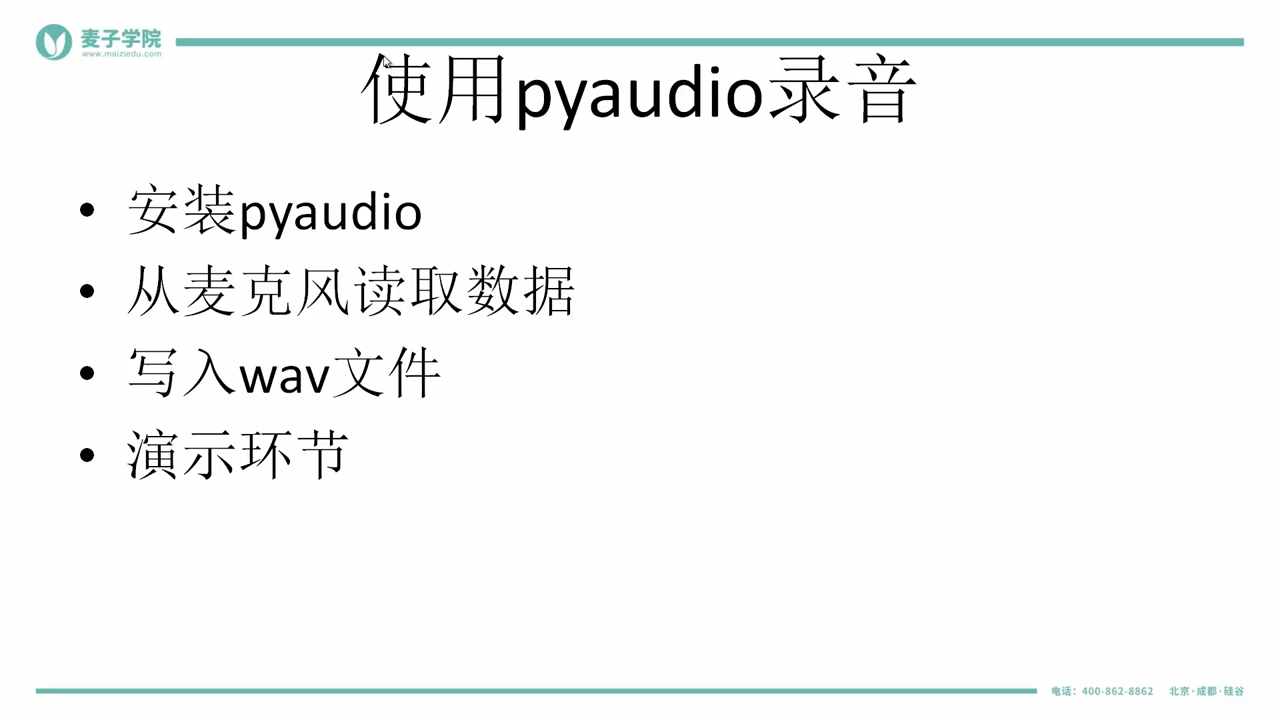 麦子学院
www.maiziedu.com
使用pyaudio录音
• 安装pyaudio
• 从麦克风读取数据
• 写入wav文件
• 演示环节
电话：400-862-8862 北京·成都·硅谷